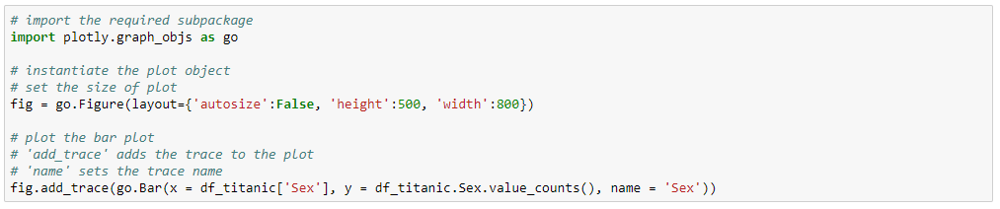 # import the required subpackage
import plotly.graph_objs as go
# instantiate the plot object
# set the size of plot
fig = go.Figure(layout={'autosize':False, 'height':500, 'width':800})
# plot the bar plot
# 'add_trace' adds the trace to the plot
# 'name' sets the trace name
fig.add_trace(go.Bar(x = df_titanic['Sex'], y = df_titanic.Sex.value_counts(), name = 'Sex'))